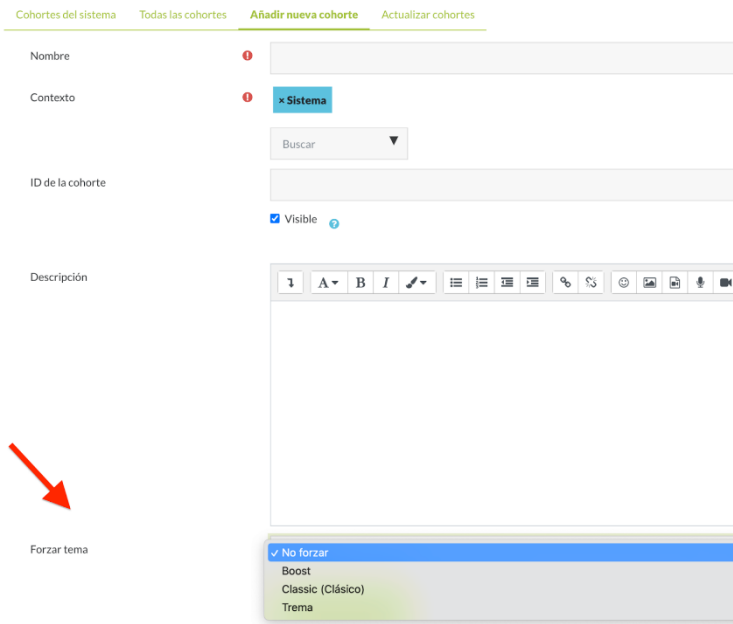 Cohortes del sistema Todas las cohortes Añadir nueva cohorte Actualizar cohortes
Nombre
Contexto
× Sistema
Buscar
ID de la cohorte
Visible
Descripción
A B I
Forzar tema
✓ No forzar
Boost
Classic (Clásico)
Trema